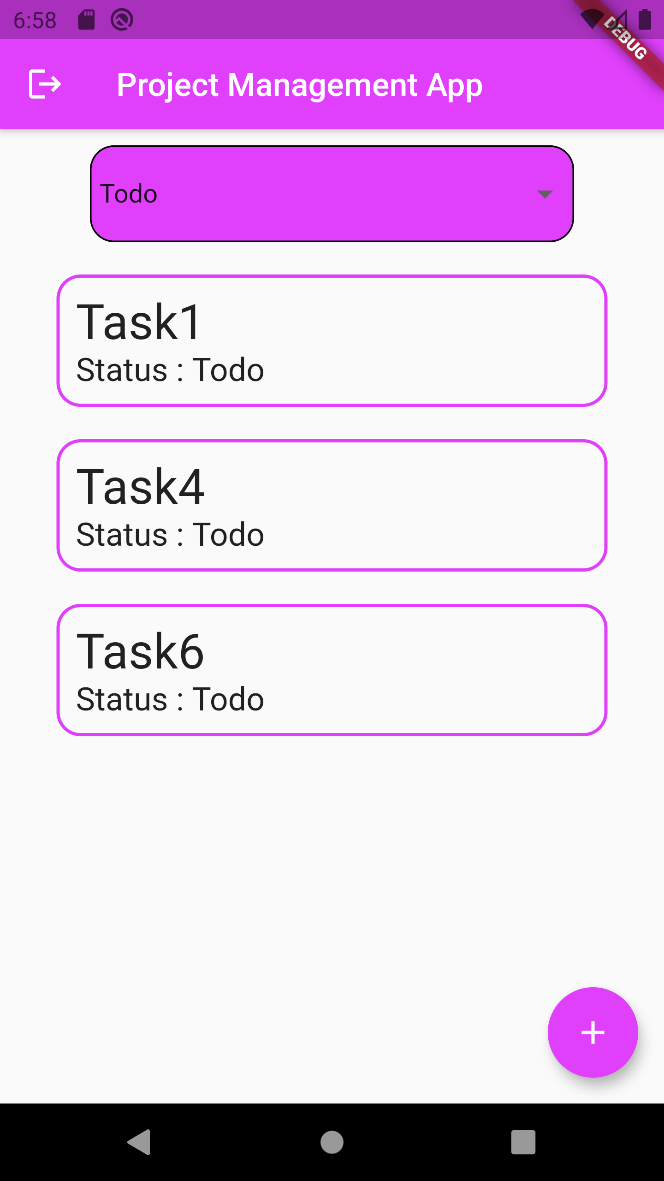 6:58
DEBUG
Project Management App
Todo
Task1
Status : Todo
Task4
Status : Todo
Task6
Status : Todo